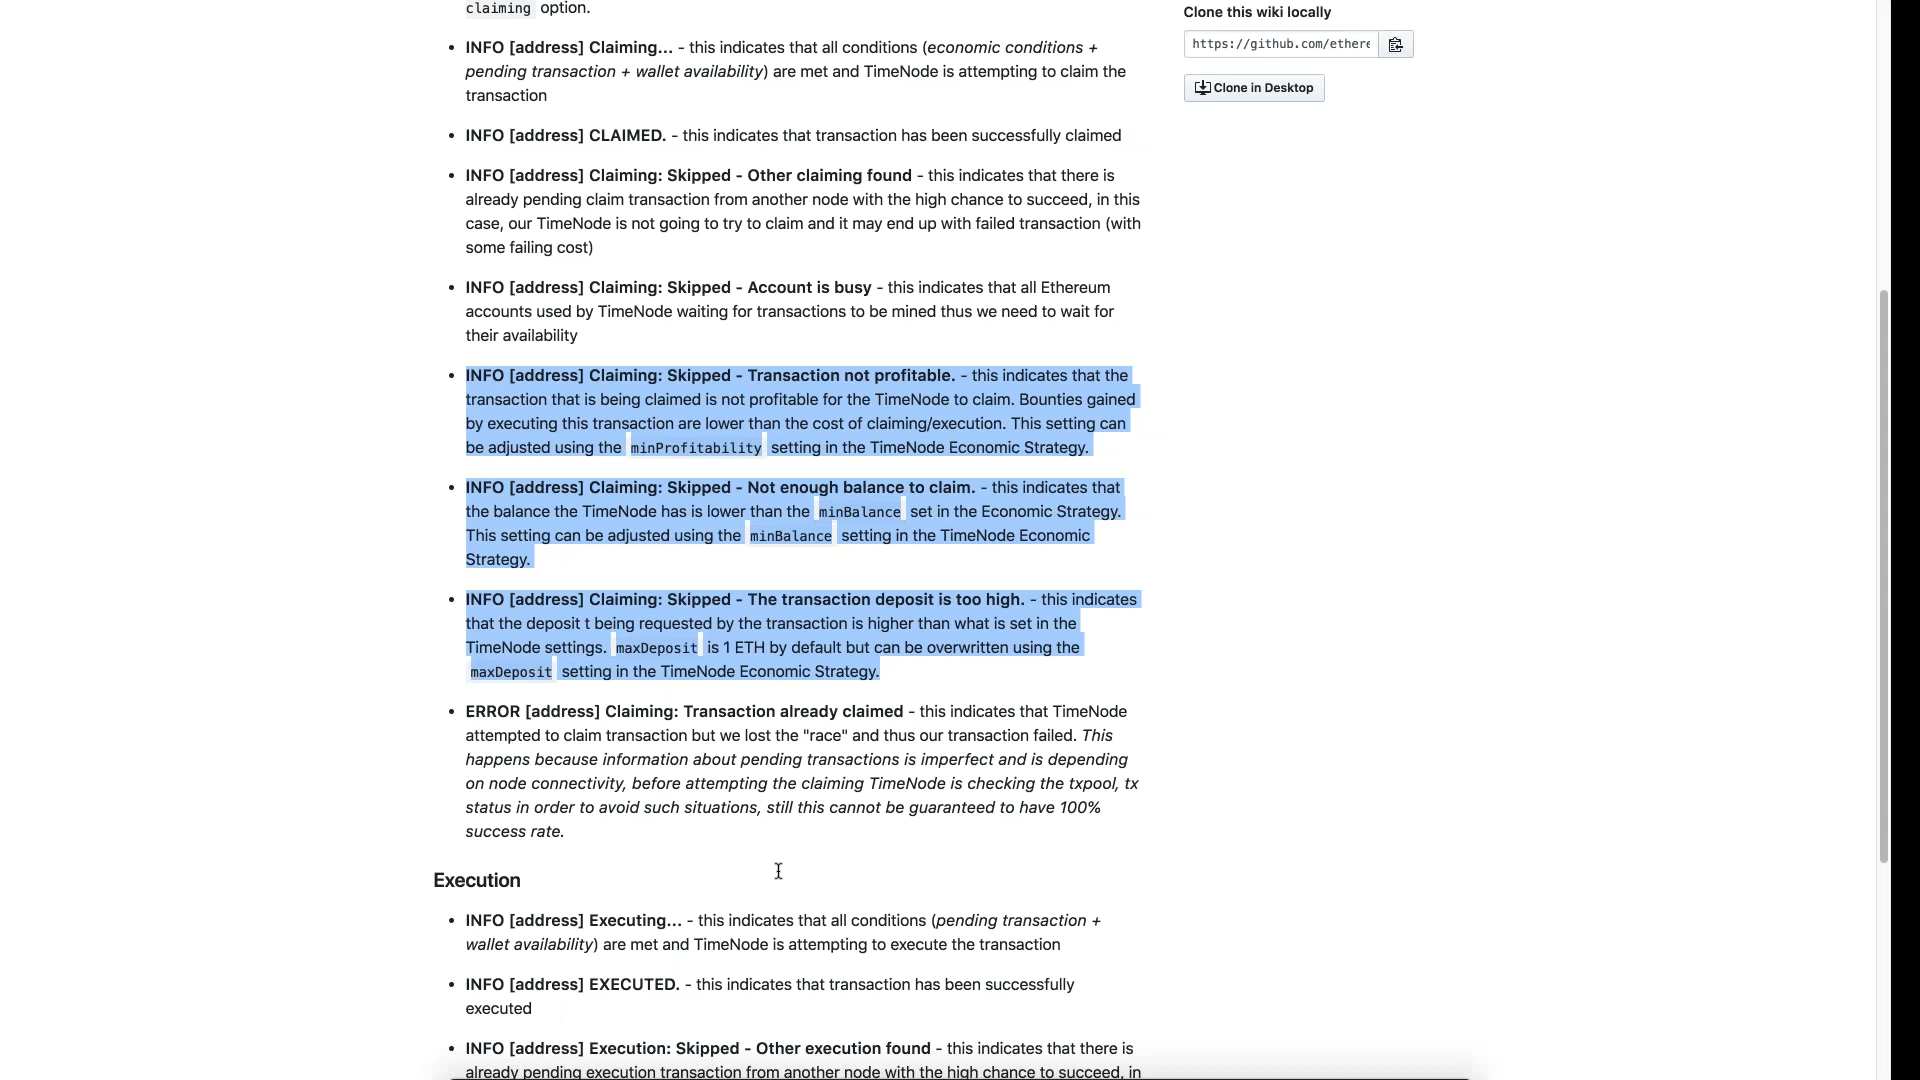 claiming option.
Clone this wiki locally
• INFO [address] Claiming... - this indicates that all conditions (economic conditions +
https://github.com/ethere
pending transaction + wallet availability) are met and TimeNode is attempting to claim the
transaction
Clone in Desktop
• INFO [address] CLAIMED. - this indicates that transaction has been successfully claimed
• INFO [address] Claiming: Skipped - Other claiming found - this indicates that there is
already pending claim transaction from another node with the high chance to succeed, in this
case, our TimeNode is not going to try to claim and it may end up with failed transaction (with
some failing cost)
• INFO [address] Claiming: Skipped - Account is busy - this indicates that all Ethereum
accounts used by TimeNode waiting for transactions to be mined thus we need to wait for
their availability
• INFO [address] Claiming: Skipped - Transaction not profitable. - this indicates that the
transaction that is being claimed is not profitable for the TimeNode to claim. Bounties gained
by executing this transaction are lower than the cost of claiming/execution. This setting can
be adjusted using the minProfitability setting in the TimeNode Economic Strategy.
• INFO [address] Claiming: Skipped - Not enough balance to claim. - this indicates that
the balance the TimeNode has is lower than the minBalance set in the Economic Strategy.
This setting can be adjusted using the minBalance setting in the TimeNode Economic
Strategy.
• INFO [address] Claiming: Skipped - The transaction deposit is too high. - this indicates
that the deposit t being requested by the transaction is higher than what is set in the
TimeNode settings. maxDeposit is 1 ETH by default but can be overwritten using the
maxDeposit setting in the TimeNode Economic Strategy.
• ERROR [address] Claiming: Transaction already claimed - this indicates that TimeNode
attempted to claim transaction but we lost the "race" and thus our transaction failed. This
happens because information about pending transactions is imperfect and is depending
on node connectivity, before attempting the claiming TimeNode is checking the txpool, tx
status in order to avoid such situations, still this cannot be guaranteed to have 100%
success rate.
Execution
• INFO [address] Executing... - this indicates that all conditions (pending transaction +
wallet availability) are met and TimeNode is attempting to execute the transaction
• INFO [address] EXECUTED. - this indicates that transaction has been successfully
executed
• INFO [address] Execution: Skipped - Other execution found - this indicates that there is
already pending execution transaction from another node with the high chance to succeed, in